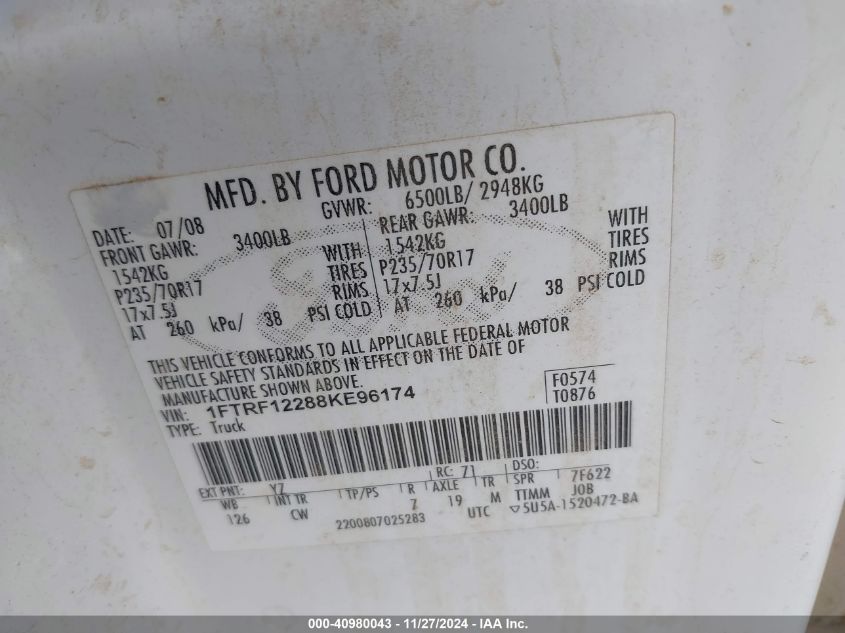 MFD. BY FORD MOTOR CO.
DATE: 07/08 GVWR: 6500LB/ 2948KG
FRONT GAWR: 3400LB REAR GAWR: 3400LB
1542KG WITH 1542KG WITH
P235/70R17 TIRES P235/70R17 TIRES
17x7.5J RIMS 17x7.5J RIMS
AT 260 kPa/ 38 PSI COLD AT 260 kPa/ 38 PSI COLD
THIS VEHICLE CONFORMS TO ALL APPLICABLE FEDERAL MOTOR
VEHICLE SAFETY STANDARDS IN EFFECT ON THE DATE OF
MANUFACTURE SHOWN ABOVE.
VIN: 1FTRF12288KE96174 F0574
TYPE: Truck T0876
EXT PNT: YZ RC: 71 DSO: 7F622
WB INT TR TP/PS R AXLE TR SPR JOB
126 CW 7 19 M TTMM
2200807025283 UTC ▽5U5A-1520472-BA
000-40980043 - 11/27/2024 - IAA Inc.